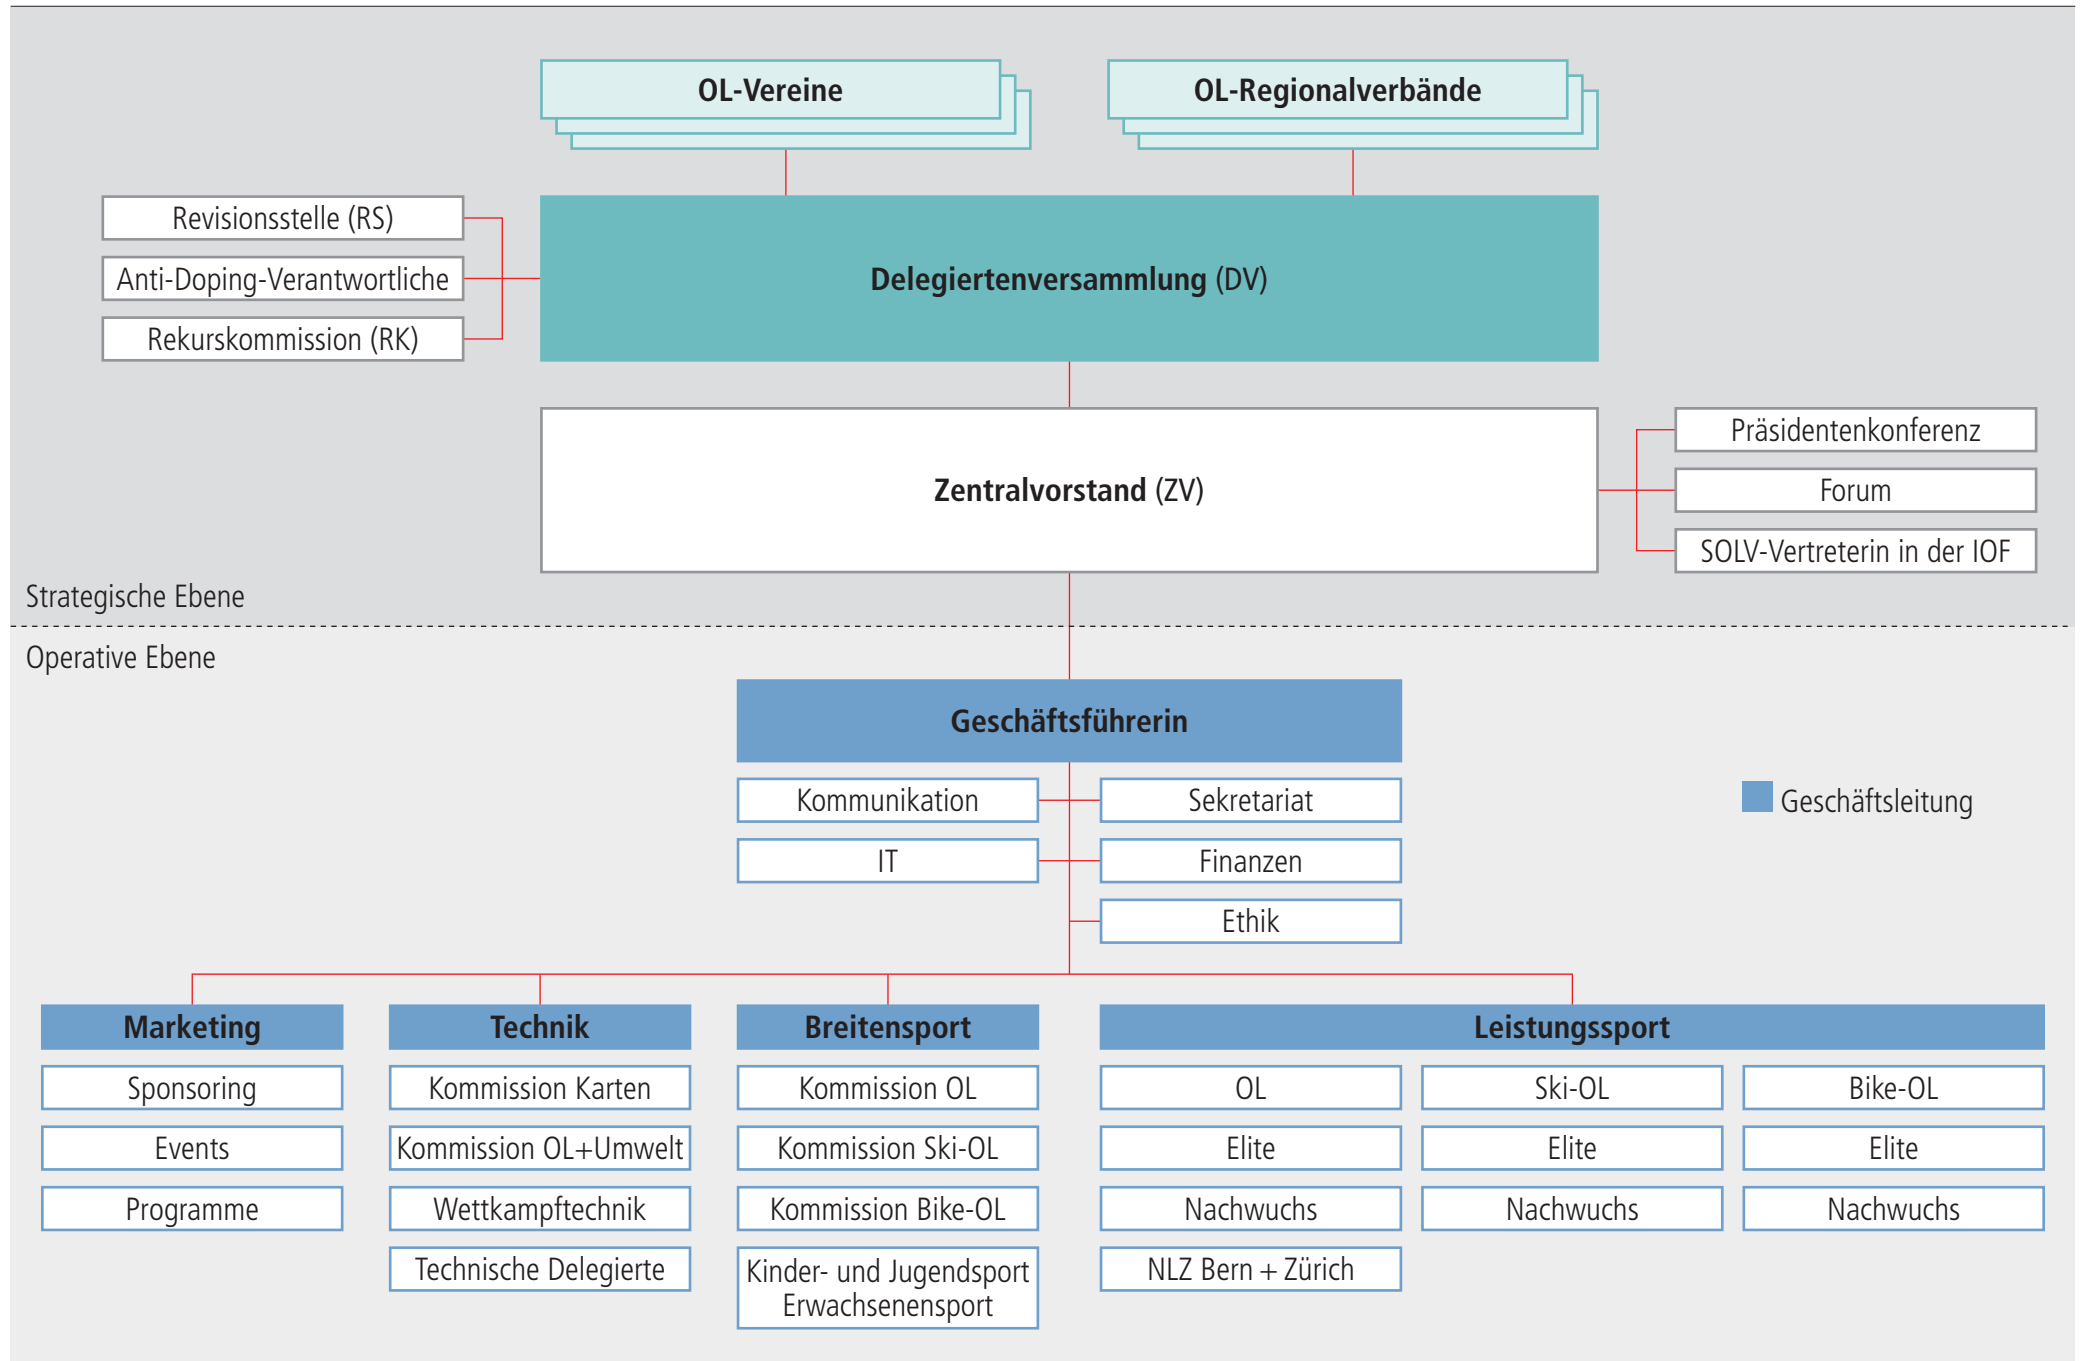 OL-Vereine
OL-Regionalverbände
Revisionsstelle (RS)
Anti-Doping-Verantwortliche
Rekurskommission (RK)
Delegiertenversammlung (DV)
Zentralvorstand (ZV)
Präsidentenkonferenz
Forum
SOLV-Vertreterin in der IOF
Strategische Ebene
Operative Ebene
Geschäftsführerin
Kommunikation
Sekretariat
IT
Finanzen
Ethik
Geschäftsleitung
Marketing
Sponsoring
Events
Programme
Technik
Kommission Karten
Kommission OL+Umwelt
Wettkampftechnik
Technische Delegierte
Breitensport
Kommission OL
Kommission Ski-OL
Kommission Bike-OL
Kinder- und Jugendsport
Erwachsenensport
Leistungssport
OL
Elite
Nachwuchs
NLZ Bern + Zürich
Ski-OL
Elite
Nachwuchs
Bike-OL
Elite
Nachwuchs